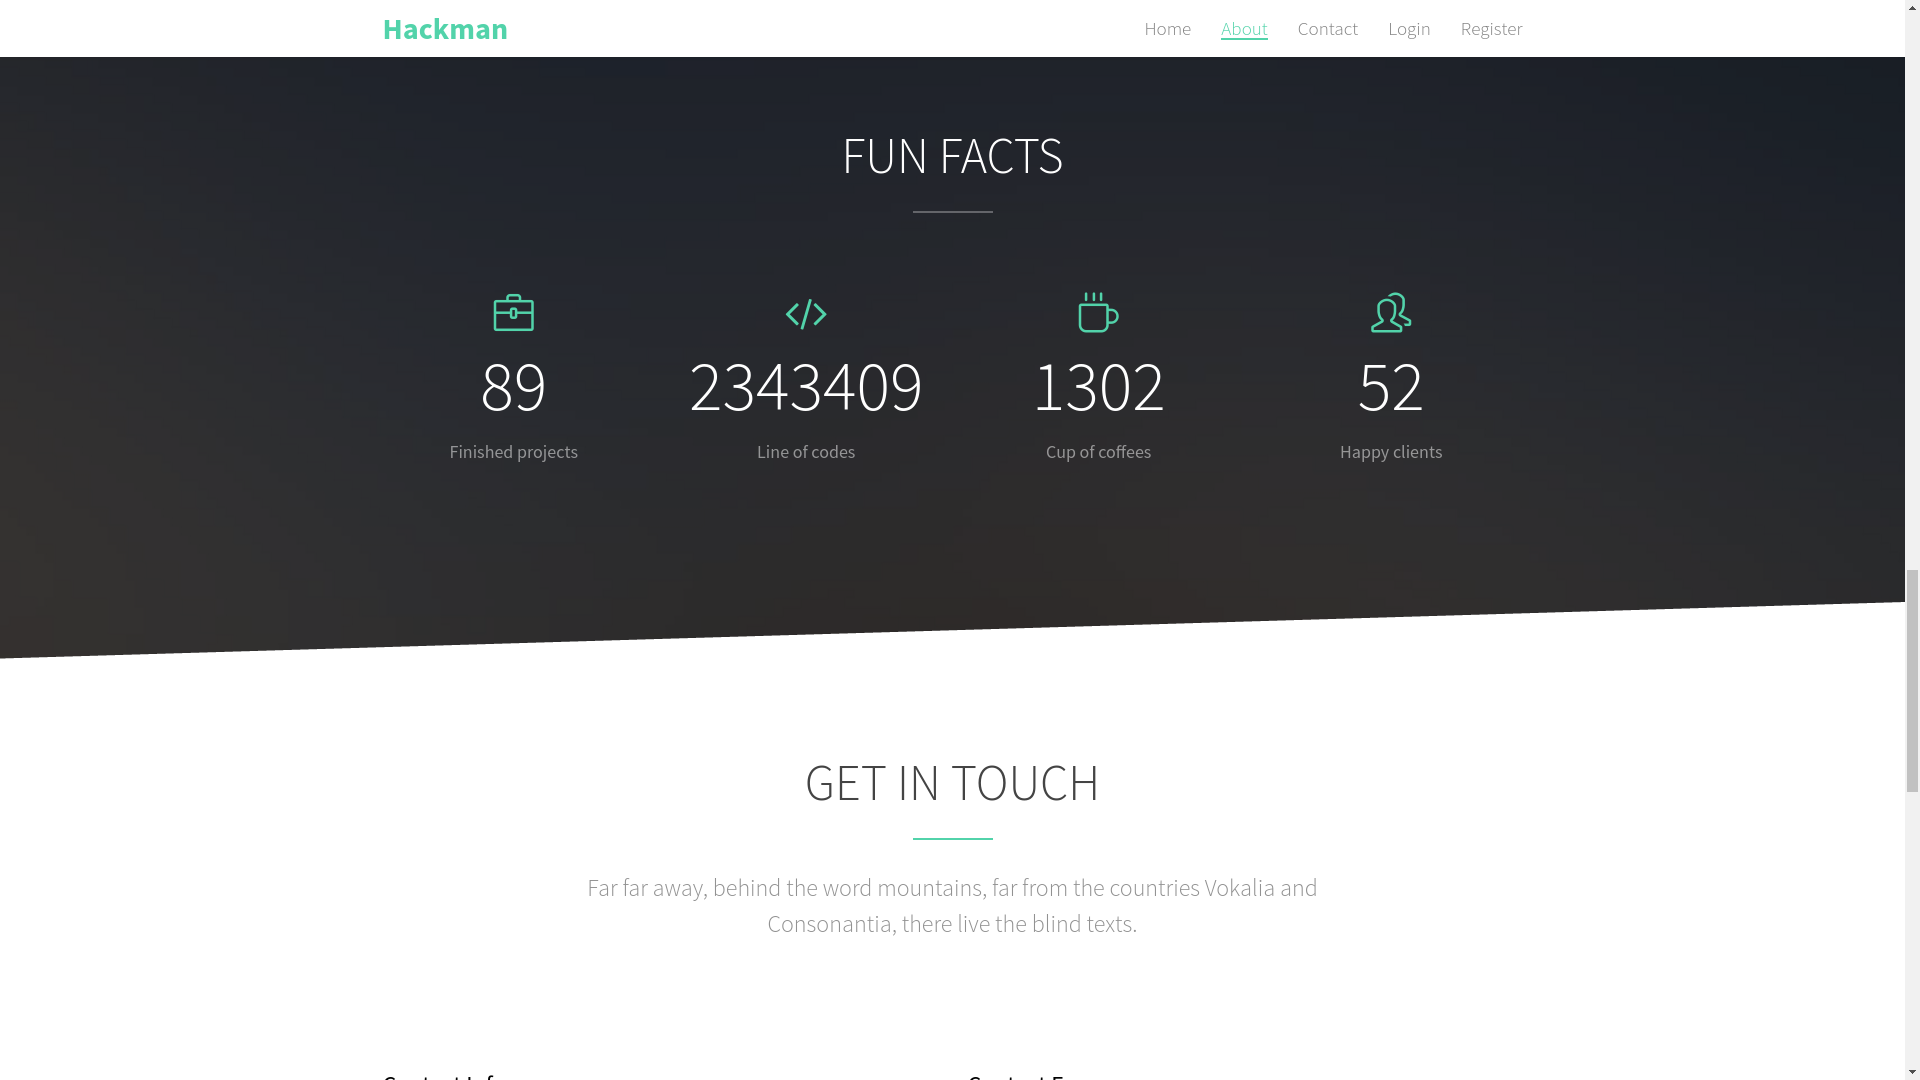 Hackman
Home About Contact Login Register
FUN FACTS
89
2343409
1302
52
Finished projects
Line of codes
Cup of coffees
Happy clients
GET IN TOUCH
Far far away, behind the word mountains, far from the countries Vokalia and
Consonantia, there live the blind texts.